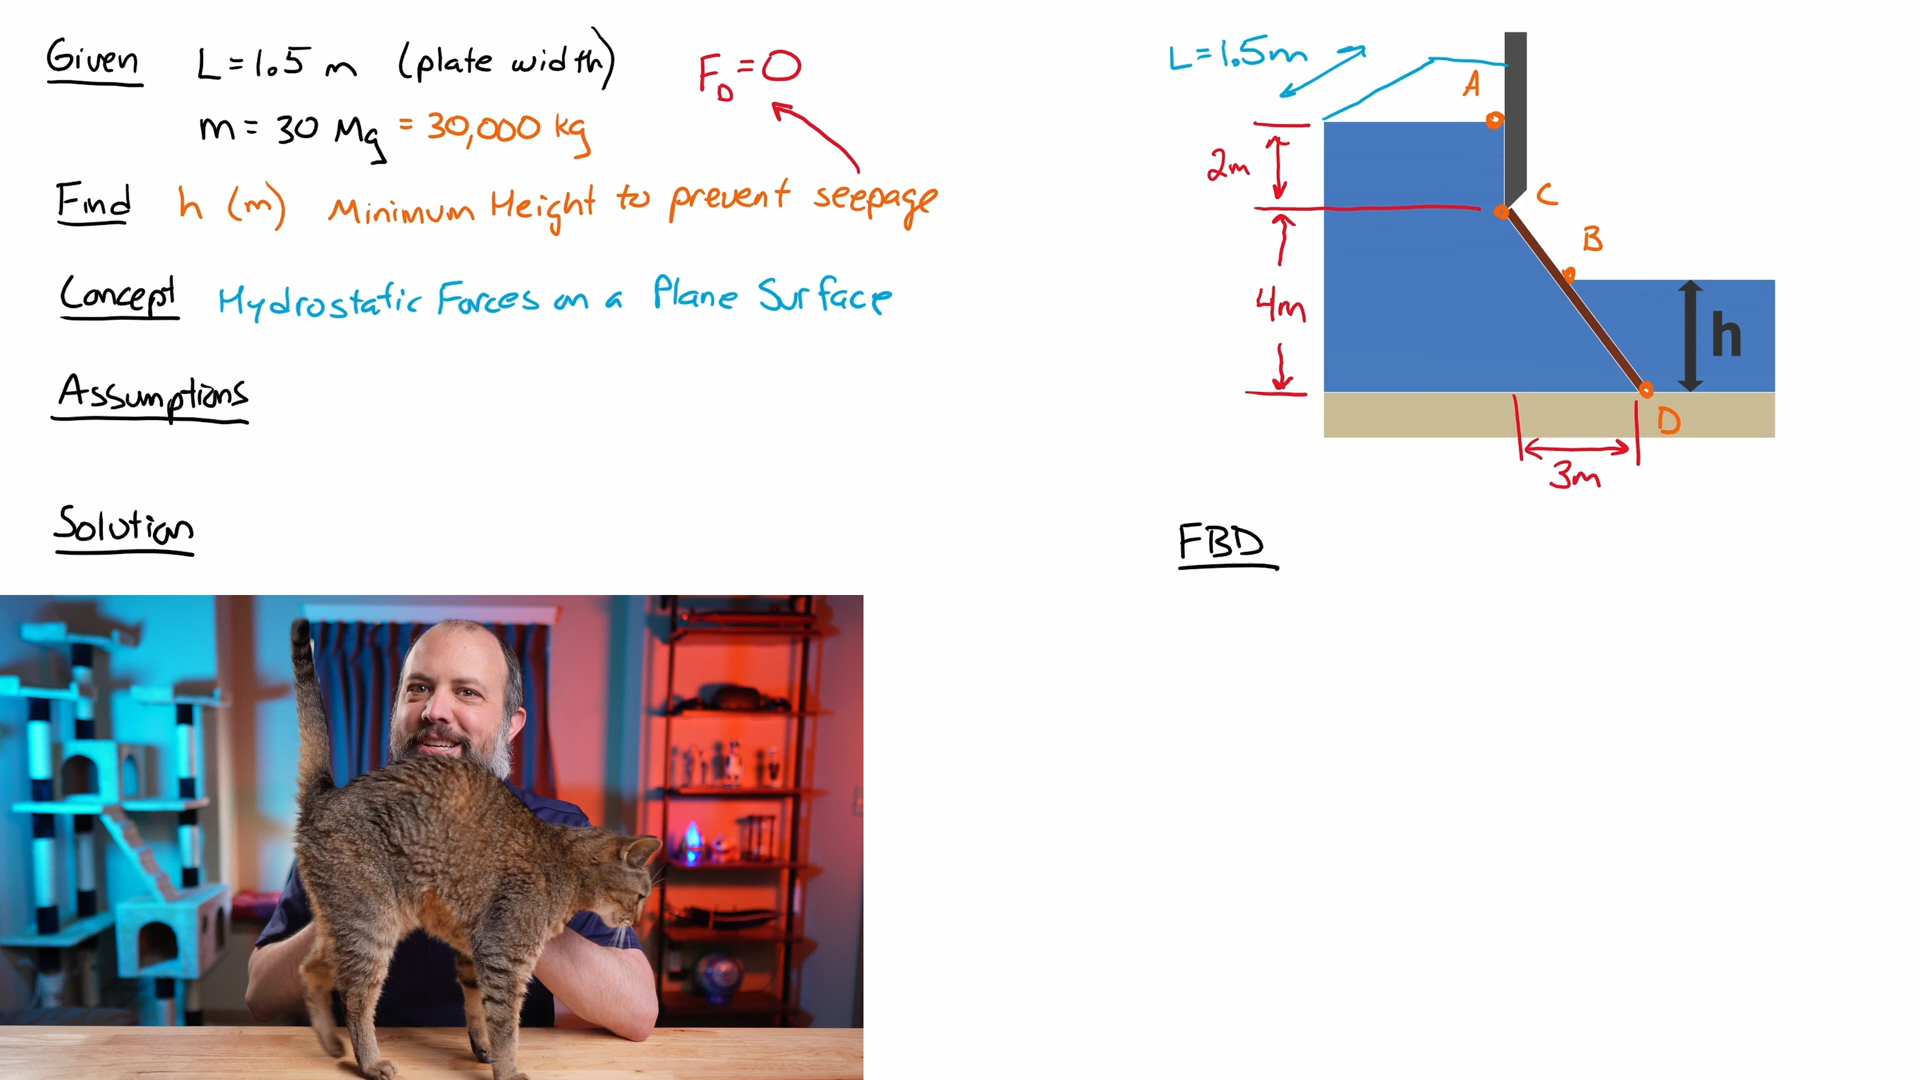 Given L = 1.5 m (plate width)
F_D = 0
m = 30 Mg = 30,000 kg
Find h (m) Minimum Height to prevent seepage
Concept Hydrostatic Forces on a Plane Surface
Assumptions
Solution
L = 1.5m
A
2m
C
B
4m
h
D
3m
FBD